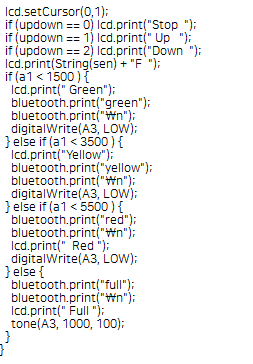 lcd.setCursor(0,1);
if (updown == 0) lcd.print("Stop  ");
if (updown == 1) lcd.print(" Up   ");
if (updown == 2) lcd.print("Down  ");
lcd.print(String(sen) + "F  ");
if (a1 < 1500 ) {
lcd.print(" Green");
bluetooth.print("green");
bluetooth.print("₩n");
digitalWrite(A3, LOW);
} else if (a1 < 3500 ) {
lcd.print("Yellow");
bluetooth.print("yellow");
bluetooth.print("₩n");
digitalWrite(A3, LOW);
} else if (a1 < 5500 ) {
bluetooth.print("red");
bluetooth.print("₩n");
lcd.print("  Red ");
digitalWrite(A3, LOW);
} else {
bluetooth.print("full");
bluetooth.print("₩n");
lcd.print(" Full ");
tone(A3, 1000, 100);
}
}